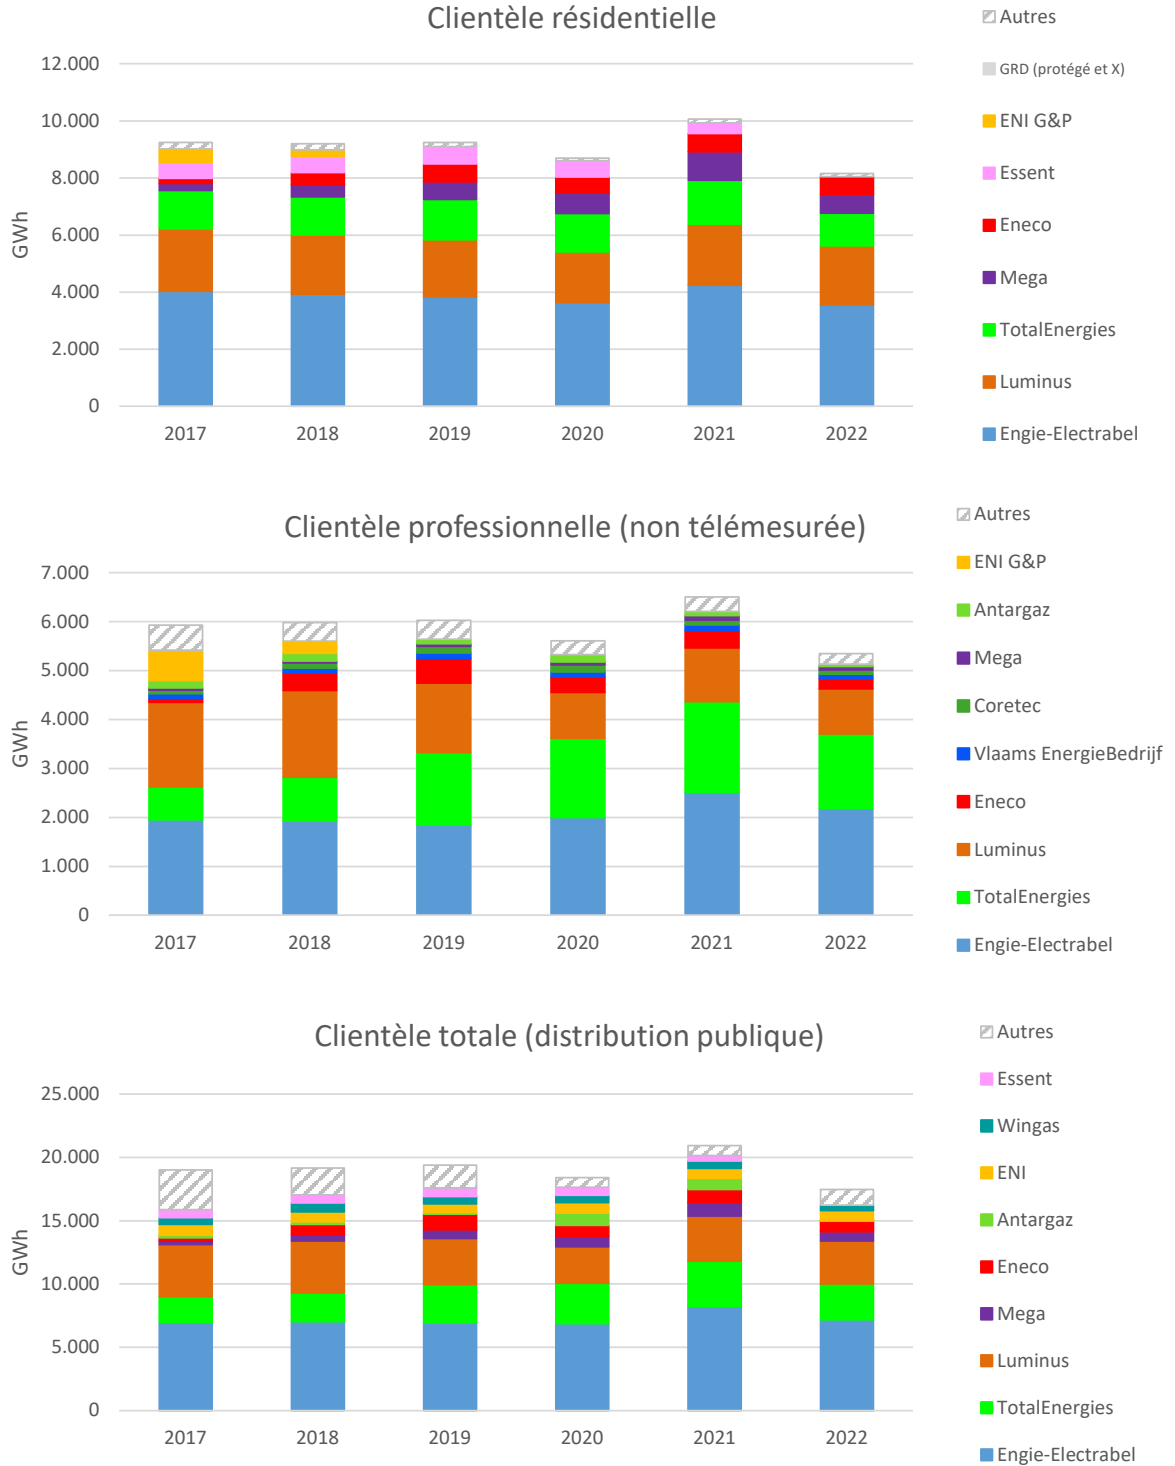 Clientèle résidentielle
12.000
10.000
8.000
6.000
4.000
2.000
0
GWh
2017 2018 2019 2020 2021 2022
Autres
GRD (protégé et X)
ENI G&P
Essent
Eneco
Mega
TotalEnergies
Luminus
Engie-Electrabel
Clientèle professionnelle (non télémesurée)
7.000
6.000
5.000
4.000
3.000
2.000
1.000
0
GWh
2017 2018 2019 2020 2021 2022
Autres
ENI G&P
Antargaz
Mega
Coretec
Vlaams EnergieBedrijf
Eneco
Luminus
TotalEnergies
Engie-Electrabel
Clientèle totale (distribution publique)
25.000
20.000
15.000
10.000
5.000
0
GWh
2017 2018 2019 2020 2021 2022
Autres
Essent
Wingas
ENI
Antargaz
Eneco
Mega
Luminus
TotalEnergies
Engie-Electrabel